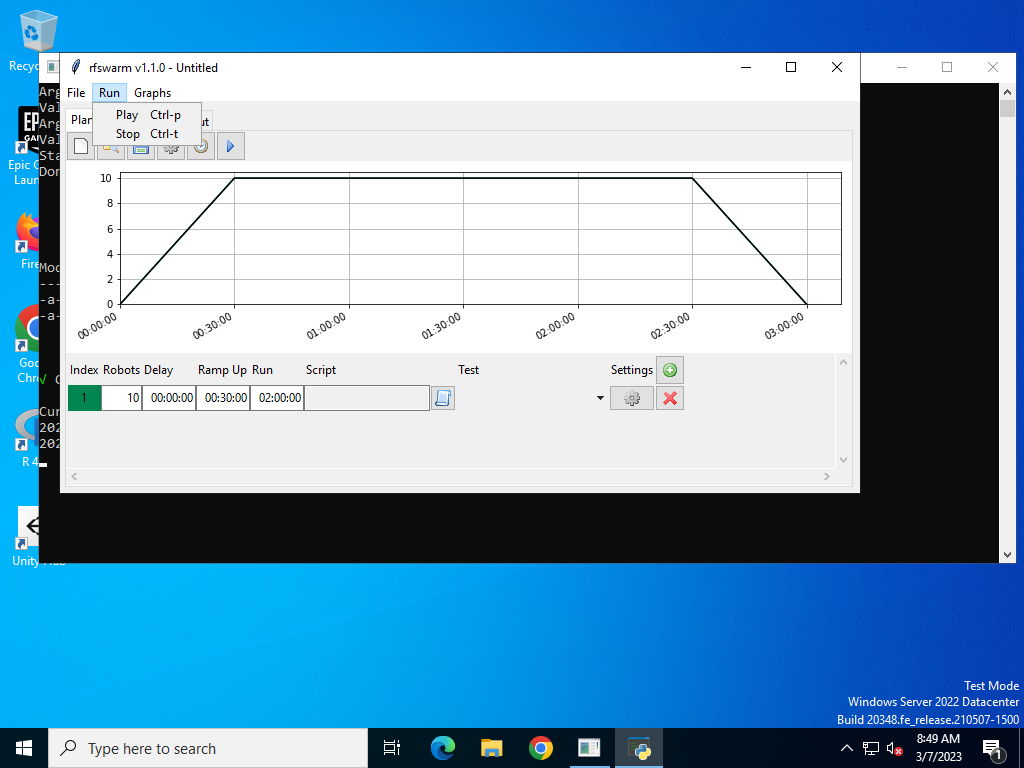 Recyc
rfswarm v1.1.0 - Untitled
File Run Graphs
Play Ctrl-p
Stop Ctrl-t
Plan
ut
Arg
Val
Arg
Val
Sta
Don
Epic G
Laun
10
8
6
4
2
0
00:00:00 00:30:00 01:00:00 01:30:00 02:00:00 02:30:00 03:00:00
Fire
Mod
---
-a-
-a-
Goo
Chro
Index Robots Delay Ramp Up Run Script Test Settings
1 10 00:00:00 00:30:00 02:00:00
√ C
Cur
202
202
R 4.
Unity Hub
Test Mode
Windows Server 2022 Datacenter
Build 20348.fe_release.210507-1500
Type here to search
8:49 AM
3/7/2023
1